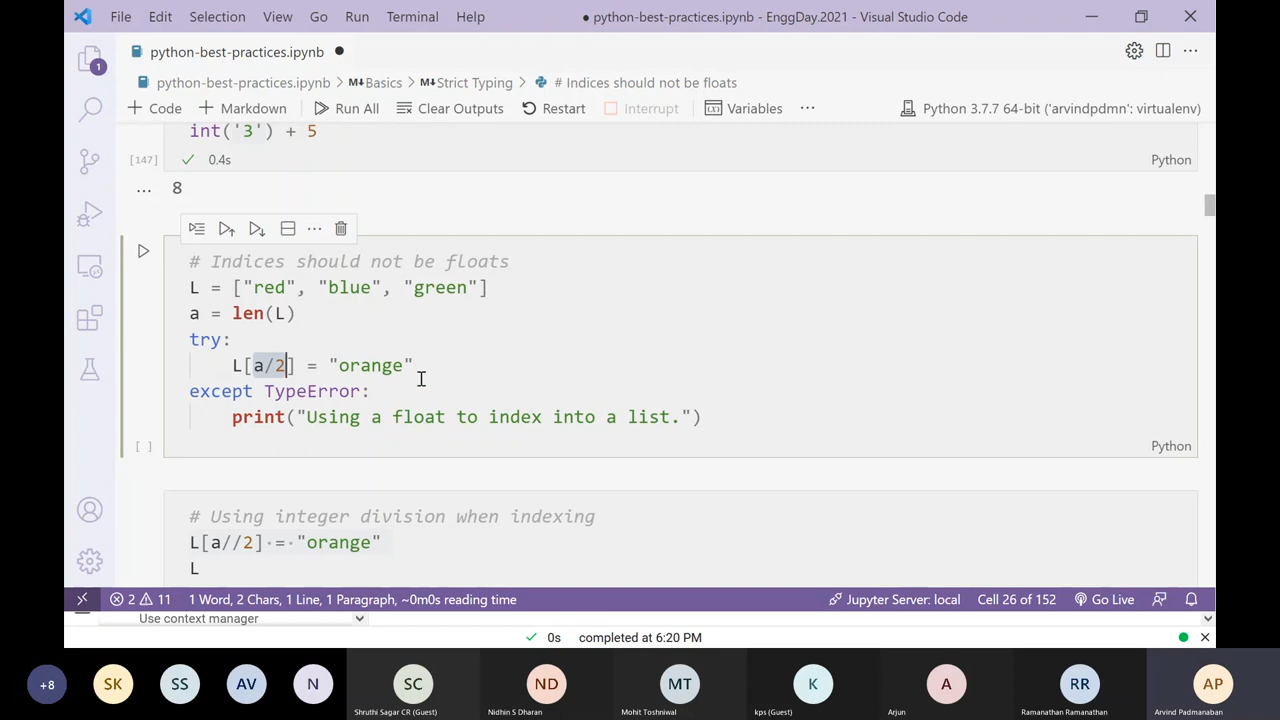 File Edit Selection View Go Run Terminal Help ● python-best-practices.ipynb - EnggDay.2021 - Visual Studio Code
python-best-practices.ipynb ●
python-best-practices.ipynb > M↓Basics > M↓Strict Typing > # Indices should not be floats
+ Code + Markdown Run All Clear Outputs Restart Interrupt Variables ··· Python 3.7.7 64-bit ('arvindpdmn': virtualenv)
int('3') + 5
[147] ✓ 0.4s Python
... 8
# Indices should not be floats
L = ["red", "blue", "green"]
a = len(L)
try:
L[a/2] = "orange"
except TypeError:
print("Using a float to index into a list.")
[ ] Python
# Using integer division when indexing
L[a//2]·=·"orange"
L
2 11 1 Word, 2 Chars, 1 Line, 1 Paragraph, ~0m0s reading time Jupyter Server: local Cell 26 of 152 Go Live
Use context manager
✓ 0s completed at 6:20 PM
+8 SK SS AV N SC ND MT K A RR AP
Shruthi Sagar CR (Guest) Nidhin S Dharan Mohit Toshniwal kps (Guest) Arjun Ramanathan Ramanathan Arvind Padmanaban
1